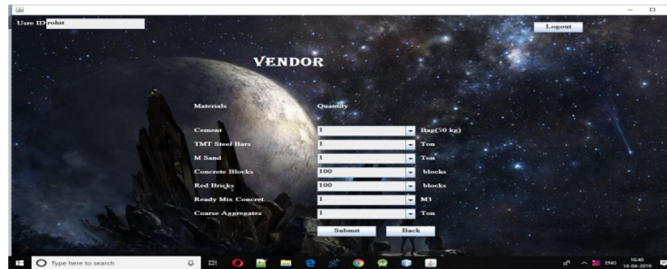 Usre ID rohit
Logout
VENDOR
Materials Quantity
Cement 1 Bag(50 kg)
TMT Steel Bars 1 Ton
M Sand 1 Ton
Concrete Blocks 100 blocks
Red Bricks 100 blocks
Ready Mix Concret 1 M3
Coarse Aggregates 1 Ton
Submit Back
Type here to search
ENG 16:40
14-04-2019